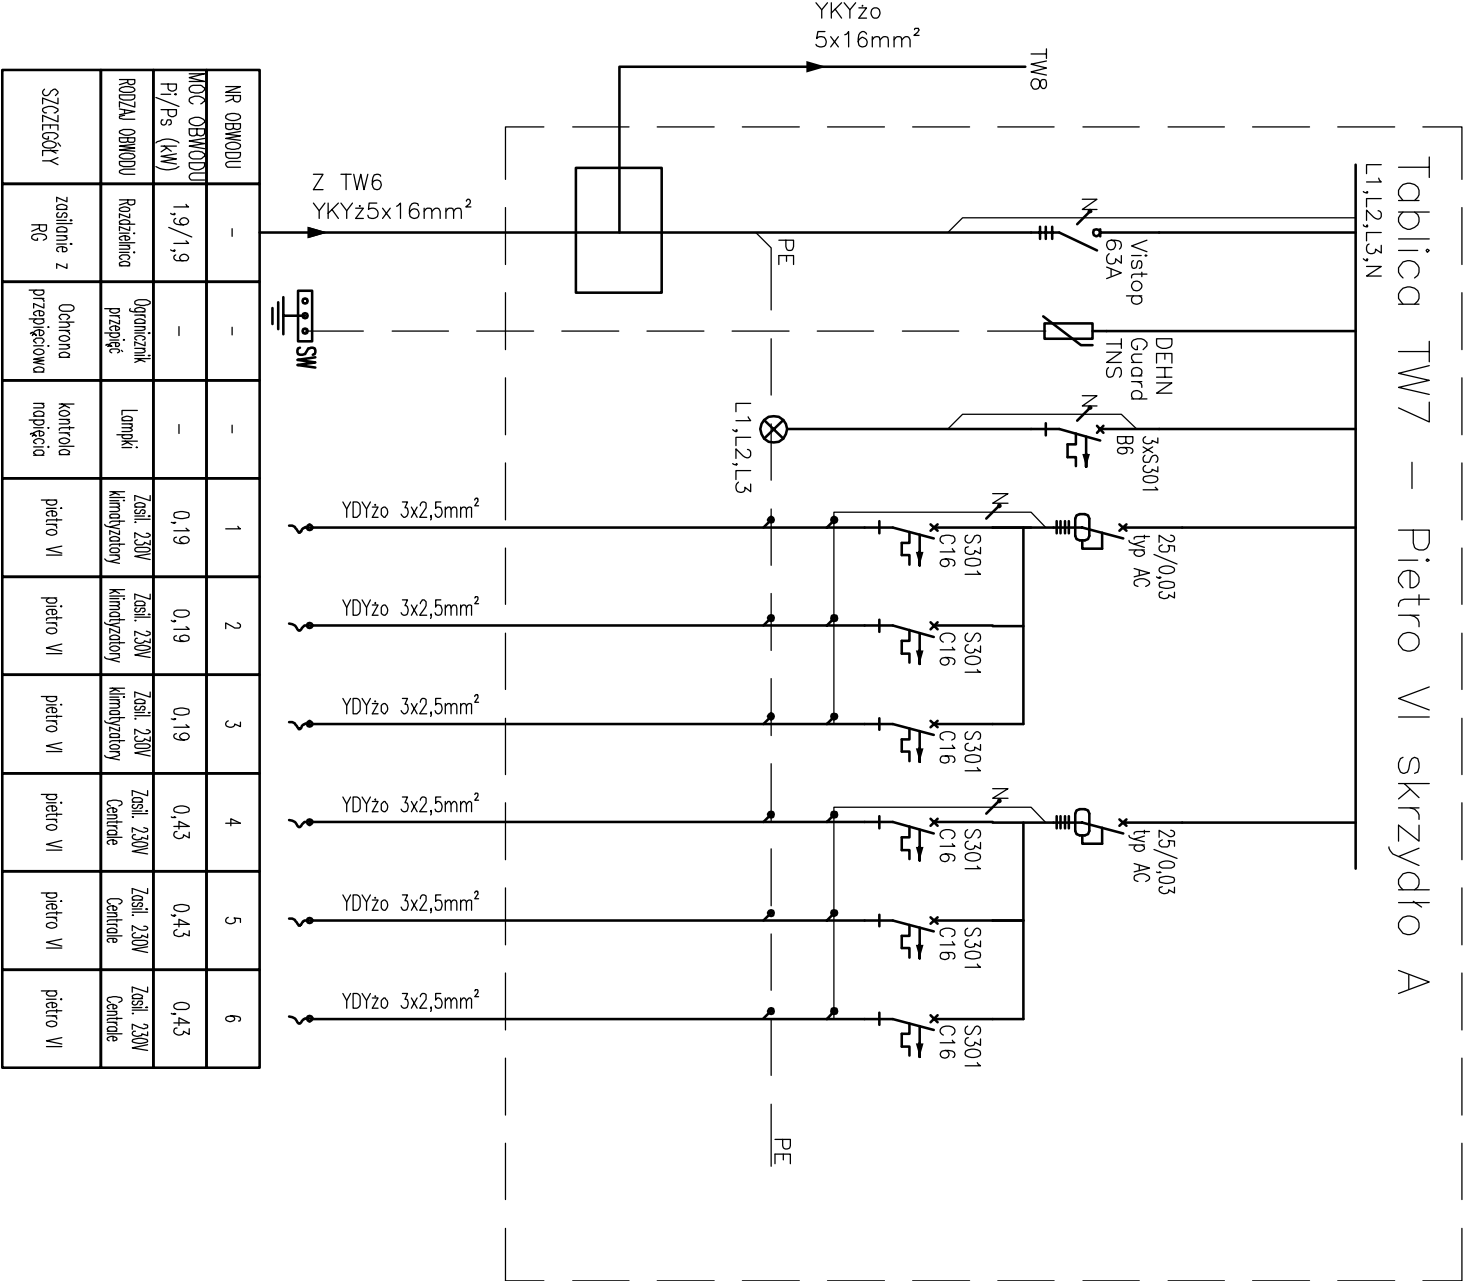 Tablica TW7 – Pietro VI skrzydło A
L1,L2,L3,N
YKYżo
5x16mm²
TW8
Z TW6
YKYż5x16mm²
PE
N
Vistop
63A
DEHN
Guard
TNS
SW
L1,L2,L3
N
3xS301
B6
N
25/0,03
typ AC
S301
C16
YDYżo 3x2,5mm²
S301
C16
YDYżo 3x2,5mm²
S301
C16
YDYżo 3x2,5mm²
N
25/0,03
typ AC
S301
C16
YDYżo 3x2,5mm²
S301
C16
YDYżo 3x2,5mm²
S301
C16
YDYżo 3x2,5mm²
PE
NR OBWODU - - - 1 2 3 4 5 6
MOC OBWODU
Pi/Ps (kW) 1,9/1,9 - - 0,19 0,19 0,19 0,43 0,43 0,43
RODZAJ OBWODU
Rozdzielnica
Ogranicznik
przepięć
Lampki
Zasil. 230V
klimatyzatory
Zasil. 230V
klimatyzatory
Zasil. 230V
klimatyzatory
Zasil. 230V
Centrale
Zasil. 230V
Centrale
Zasil. 230V
Centrale
SZCZEGÓŁY
zasilanie z
RG
Ochrona
przepięciowa
kontrola
napięcia
pietro VI
pietro VI
pietro VI
pietro VI
pietro VI
pietro VI